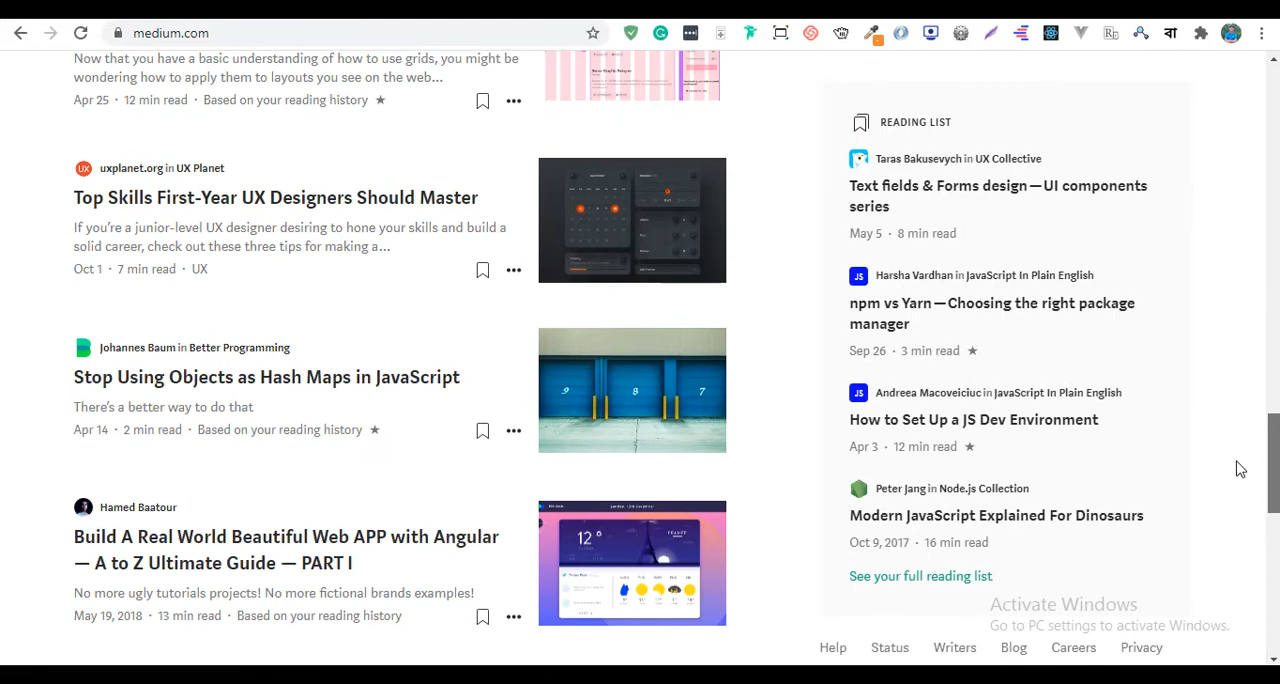 medium.com
Now that you have a basic understanding of how to use grids, you might be
wondering how to apply them to layouts you see on the web...
Apr 25 · 12 min read · Based on your reading history ★
uxplanet.org in UX Planet
Top Skills First-Year UX Designers Should Master
If you're a junior-level UX designer desiring to hone your skills and build a
solid career, check out these three tips for making a...
Oct 1 · 7 min read · UX
Johannes Baum in Better Programming
Stop Using Objects as Hash Maps in JavaScript
There's a better way to do that
Apr 14 · 2 min read · Based on your reading history ★
9 8 7
Hamed Baatour
Build A Real World Beautiful Web APP with Angular
— A to Z Ultimate Guide — PART I
No more ugly tutorials projects! No more fictional brands examples!
May 19, 2018 · 13 min read · Based on your reading history
12°
READING LIST
Taras Bakusevych in UX Collective
Text fields & Forms design — UI components
series
May 5 · 8 min read
JS
Harsha Vardhan in JavaScript In Plain English
npm vs Yarn — Choosing the right package
manager
Sep 26 · 3 min read ★
JS
Andreea Macoveiciuc in JavaScript In Plain English
How to Set Up a JS Dev Environment
Apr 3 · 12 min read ★
Peter Jang in Node.js Collection
Modern JavaScript Explained For Dinosaurs
Oct 9, 2017 · 16 min read
See your full reading list
Activate Windows
Go to PC settings to activate Windows.
Help Status Writers Blog Careers Privacy